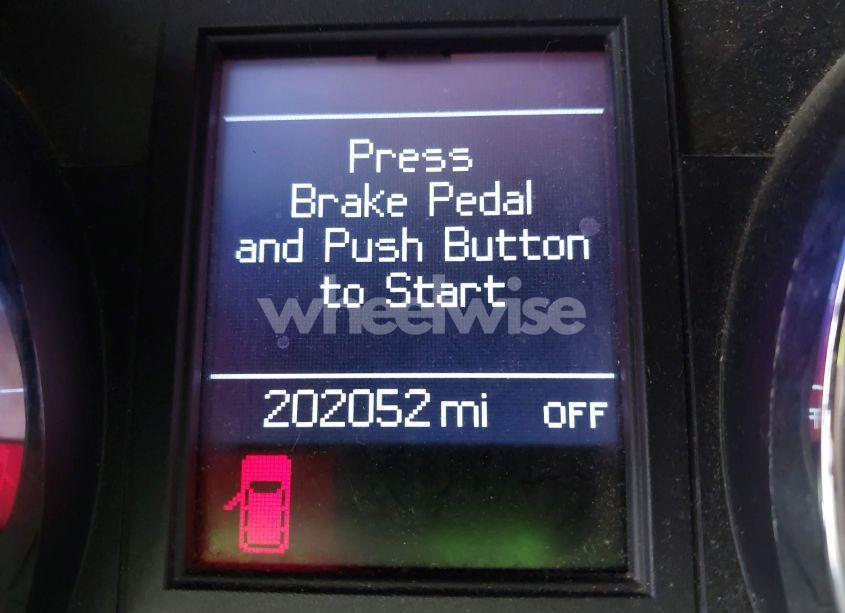 Press
Brake Pedal
and Push Button
to Start
wheelwise
202052 mi OFF